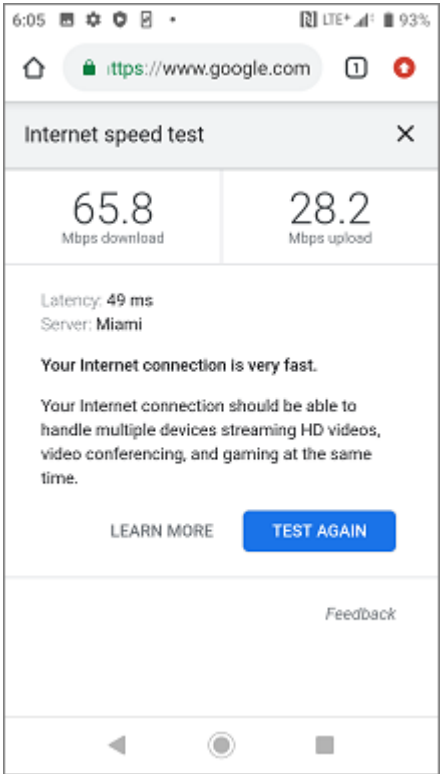 6:05 LTE+ 93%
ttps://www.google.com 1
Internet speed test
65.8 28.2
Mbps download Mbps upload
Latency: 49 ms
Server: Miami
Your Internet connection is very fast.
Your Internet connection should be able to
handle multiple devices streaming HD videos,
video conferencing, and gaming at the same
time.
LEARN MORE TEST AGAIN
Feedback